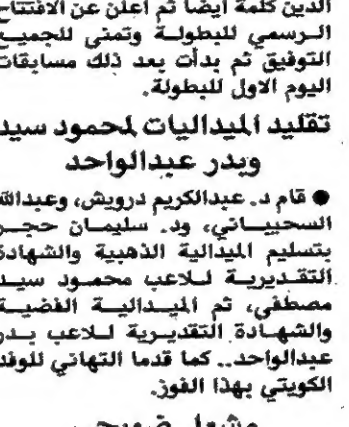 الدين كلمة ايضا ثم اعلن عن الافتتاح
الرسمي للبطولة وتمنى للجميع
التوفيق ثم بدأت بعد ذلك مسابقات
اليوم الاول للبطولة.
تقليد الميداليات لمحمود سيد
وبدر عبدالواحد
● قام د. عبدالكريم درويش، وعبدالله
السحيباني، ود. سليمان حجر
بتسليم الميدالية الذهبية والشهادة
التقديرية للاعب محمود سيد
مصطفى، ثم الميدالية الفضية
والشهادة التقديرية للاعب بدر
عبدالواحد.. كما قدما التهاني للوفد
الكويتي بهذا الفوز.